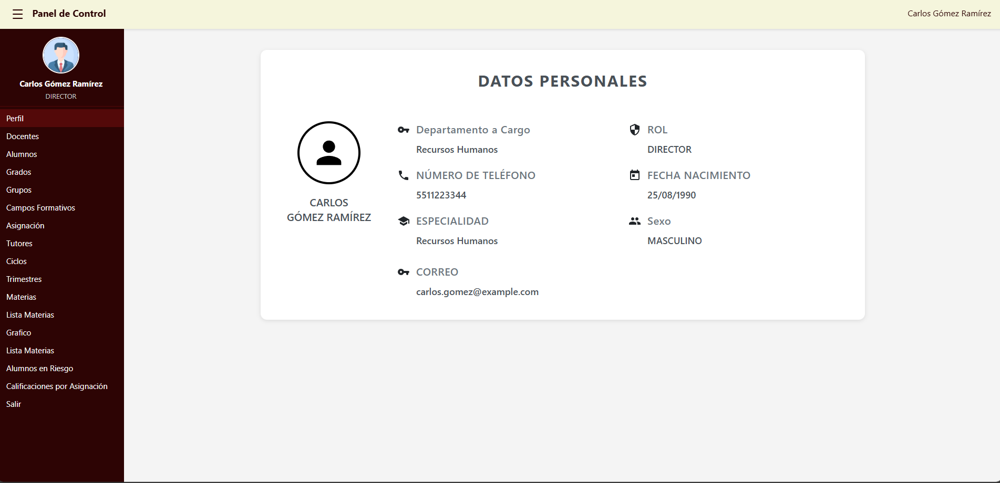 Panel de Control
Carlos Gómez Ramírez
Carlos Gómez Ramírez
DIRECTOR
Perfil
Docentes
Alumnos
Grados
Grupos
Campos Formativos
Asignación
Tutores
Ciclos
Trimestres
Materias
Lista Materias
Grafico
Lista Materias
Alumnos en Riesgo
Calificaciones por Asignación
Salir
DATOS PERSONALES
CARLOS
GÓMEZ RAMÍREZ
Departamento a Cargo
Recursos Humanos
ROL
DIRECTOR
NÚMERO DE TELÉFONO
5511223344
FECHA NACIMIENTO
25/08/1990
ESPECIALIDAD
Recursos Humanos
Sexo
MASCULINO
CORREO
carlos.gomez@example.com